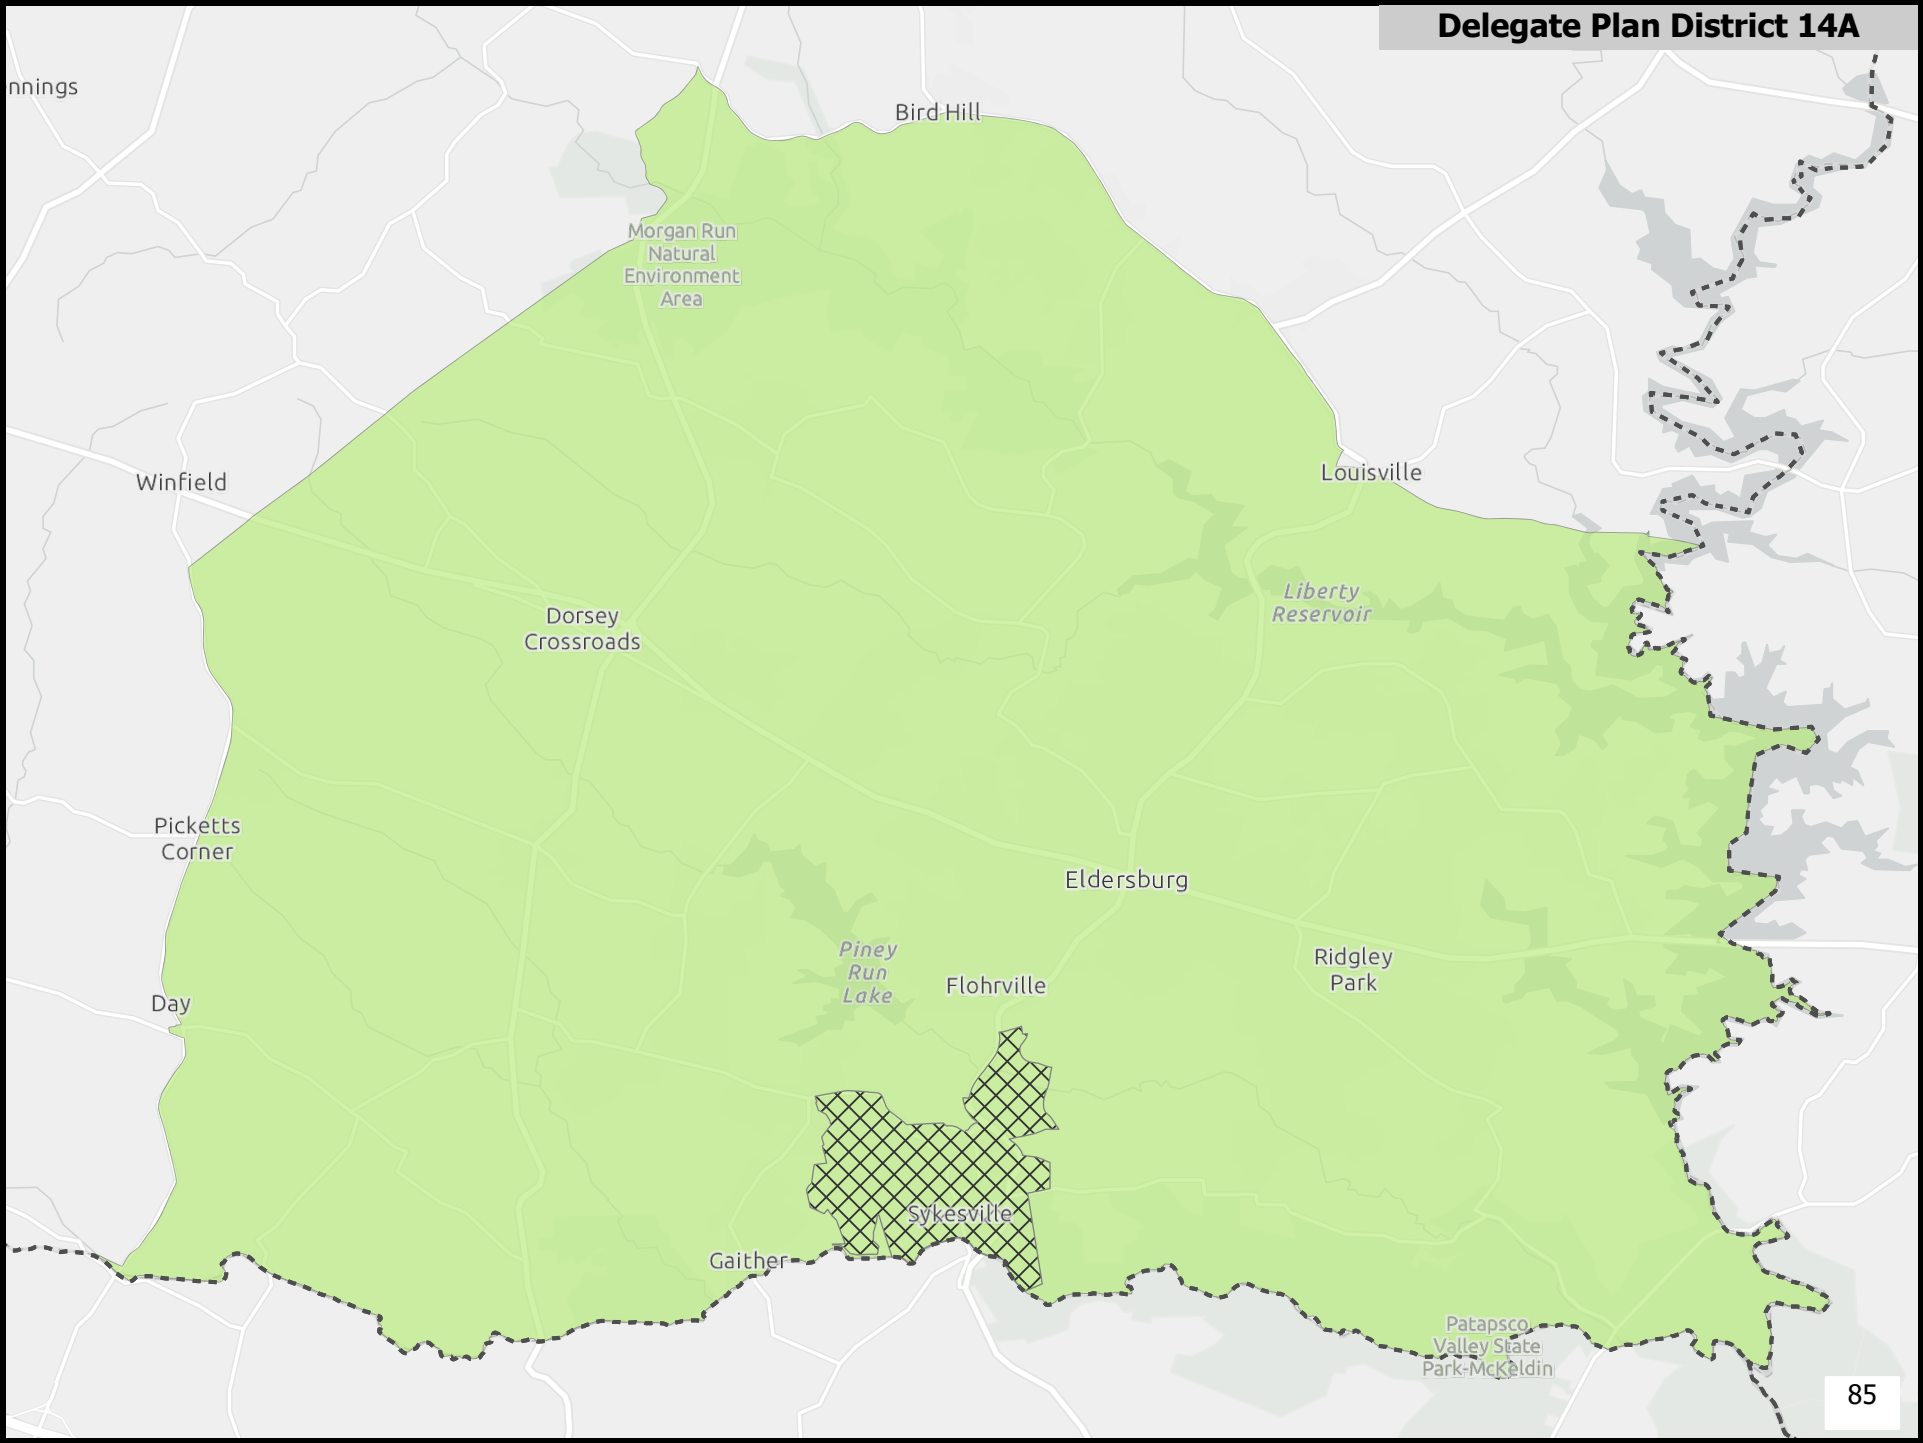 Delegate Plan District 14A
nnings
Bird Hill
Morgan Run
Natural
Environment
Area
Winfield
Louisville
Liberty
Reservoir
Dorsey
Crossroads
Picketts
Corner
Eldersburg
Piney
Run
Lake
Flohrville
Ridgley
Park
Day
Sykesville
Gaither
Patapsco
Valley State
Park-McKeldin
85